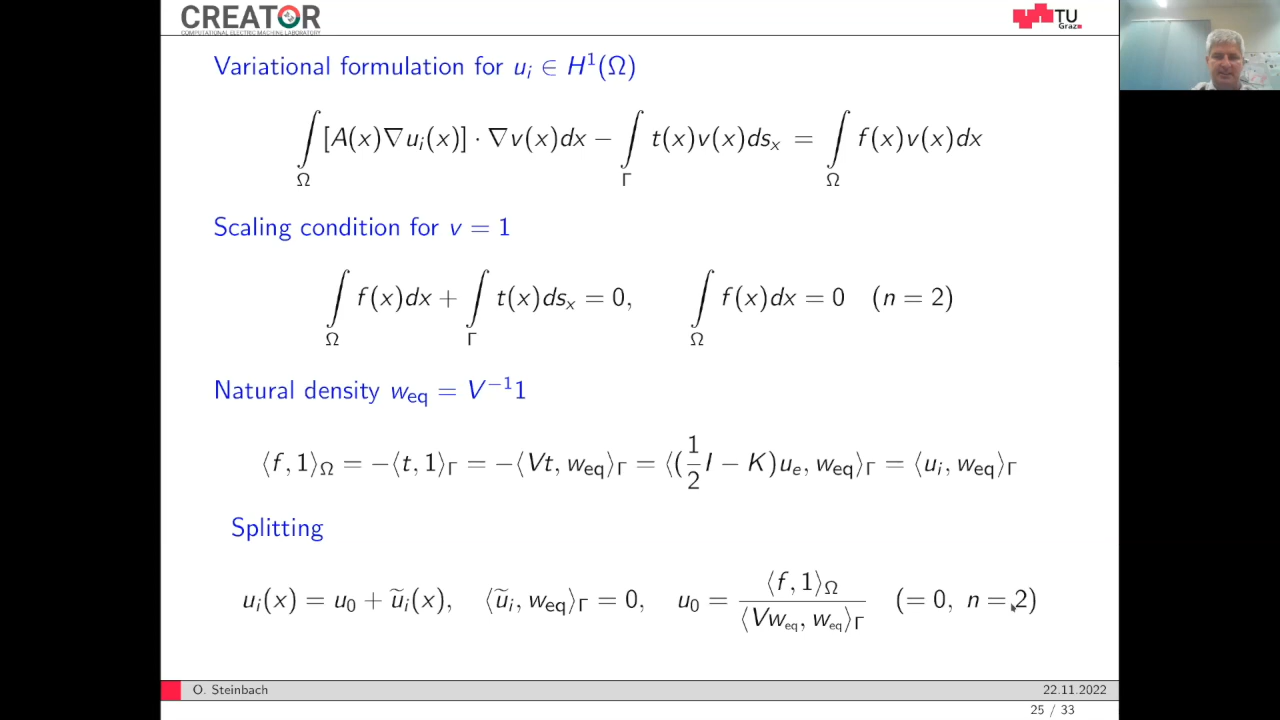 CREATOR
COMPUTATIONAL ELECTRIC MACHINE LABORATORY
TU
Graz
Variational formulation for u_i ∈ H^1(Ω)
∫_Ω [A(x)∇u_i(x)] · ∇v(x)dx − ∫_Γ t(x)v(x)ds_x = ∫_Ω f(x)v(x)dx
Scaling condition for v = 1
∫_Ω f(x)dx + ∫_Γ t(x)ds_x = 0, ∫_Ω f(x)dx = 0 (n = 2)
Natural density w_eq = V^{−1}1
⟨f, 1⟩_Ω = −⟨t, 1⟩_Γ = −⟨Vt, w_eq⟩_Γ = ⟨(1/2 I − K)u_e, w_eq⟩_Γ = ⟨u_i, w_eq⟩_Γ
Splitting
u_i(x) = u_0 + ũ_i(x), ⟨ũ_i, w_eq⟩_Γ = 0, u_0 = ⟨f, 1⟩_Ω / ⟨Vw_eq, w_eq⟩_Γ (= 0, n = 2)
O. Steinbach
22.11.2022
25 / 33